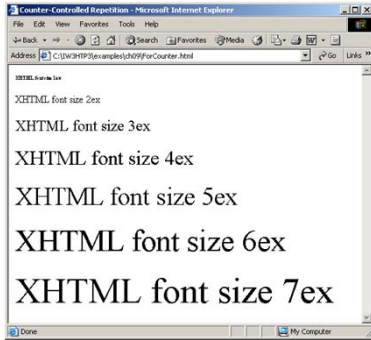 Counter-Controlled Repetition - Microsoft Internet Explorer
File Edit View Favorites Tools Help
Back Search Favorites Media
Address C:\IW3HTP3\examples\ch09\ForCounter.html Go Links »
XHTML font size 1ex
XHTML font size 2ex
XHTML font size 3ex
XHTML font size 4ex
XHTML font size 5ex
XHTML font size 6ex
XHTML font size 7ex
Done My Computer